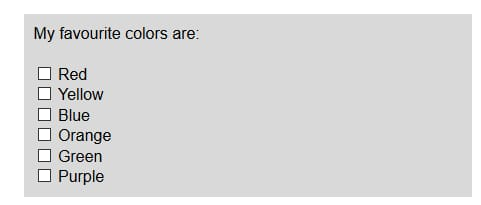 My favourite colors are:
Red
Yellow
Blue
Orange
Green
Purple